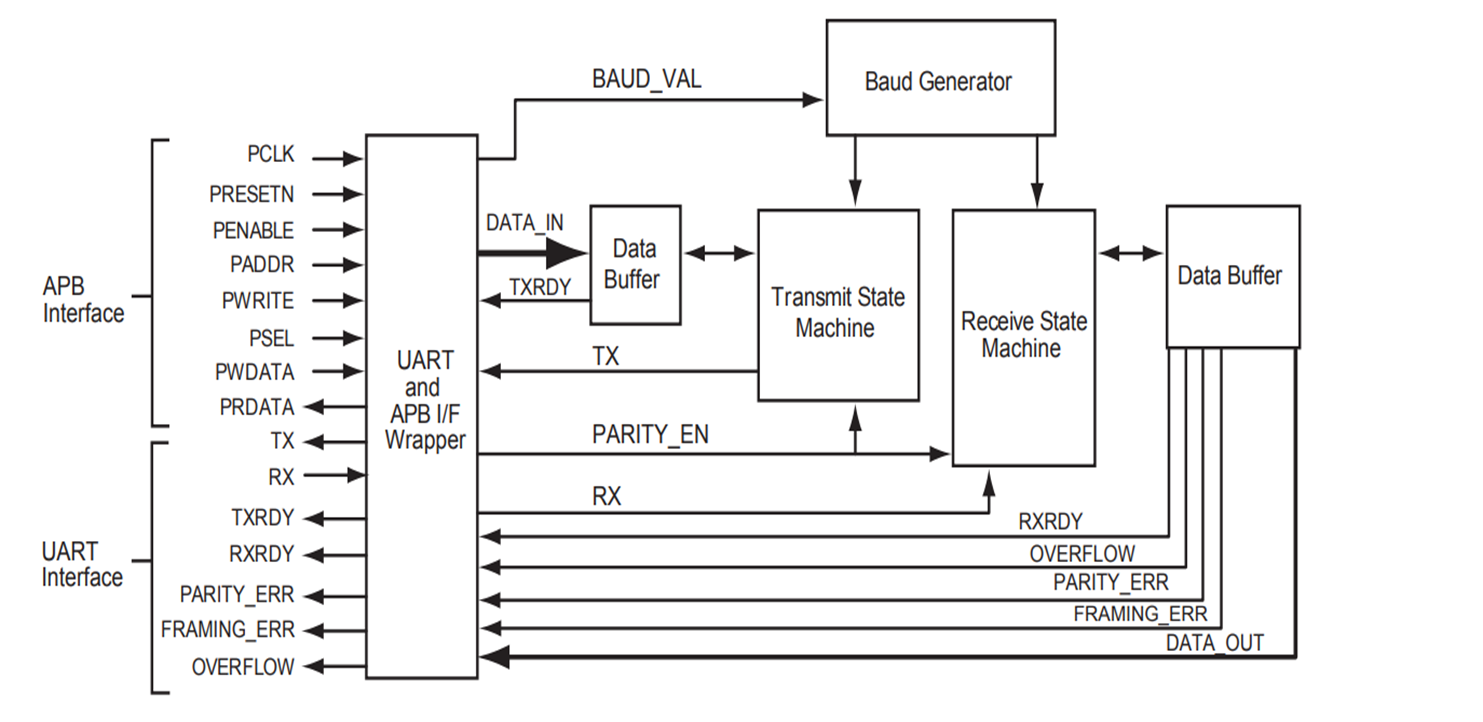 BAUD_VAL
Baud Generator
APB
Interface
PCLK
PRESETN
PENABLE
PADDR
PWRITE
PSEL
PWDATA
PRDATA
UART
Interface
TX
RX
TXRDY
RXRDY
PARITY_ERR
FRAMING_ERR
OVERFLOW
UART
and
APB I/F
Wrapper
DATA_IN
TXRDY
Data
Buffer
TX
Transmit State
Machine
Receive State
Machine
Data Buffer
PARITY_EN
RX
RXRDY
OVERFLOW
PARITY_ERR
FRAMING_ERR
DATA_OUT